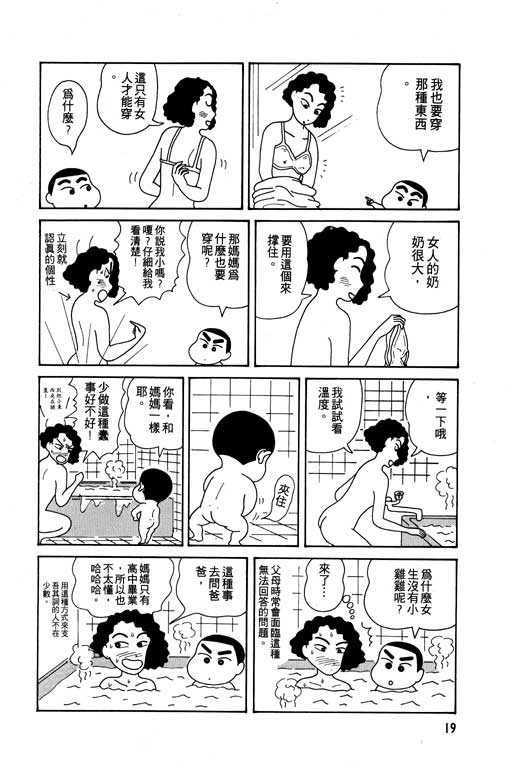 我也要穿
那種東西
。
這只有女
人才能穿
。
為什麼?
女人的奶
奶很大，
要用這個來
撐住。
那媽媽為
什麼也要
穿呢?
你說我小嗎?
嗄?仔細給我
看清楚!
立刻就
認真的個性
等一下哦
，
我試試看
溫度。
夾住
你看，和
媽媽一樣
耶。
少做這種蠢
事好不好!
為什麼女
生沒有小
雞雞呢?
來了…
父母時常會面臨這種
無法回答的問題。
這種事
去問爸
爸，
媽媽只有
高中畢業
，所以也
不太懂，
哈哈哈。
用這種方式來支
吾其詞的人不在
少數。
19